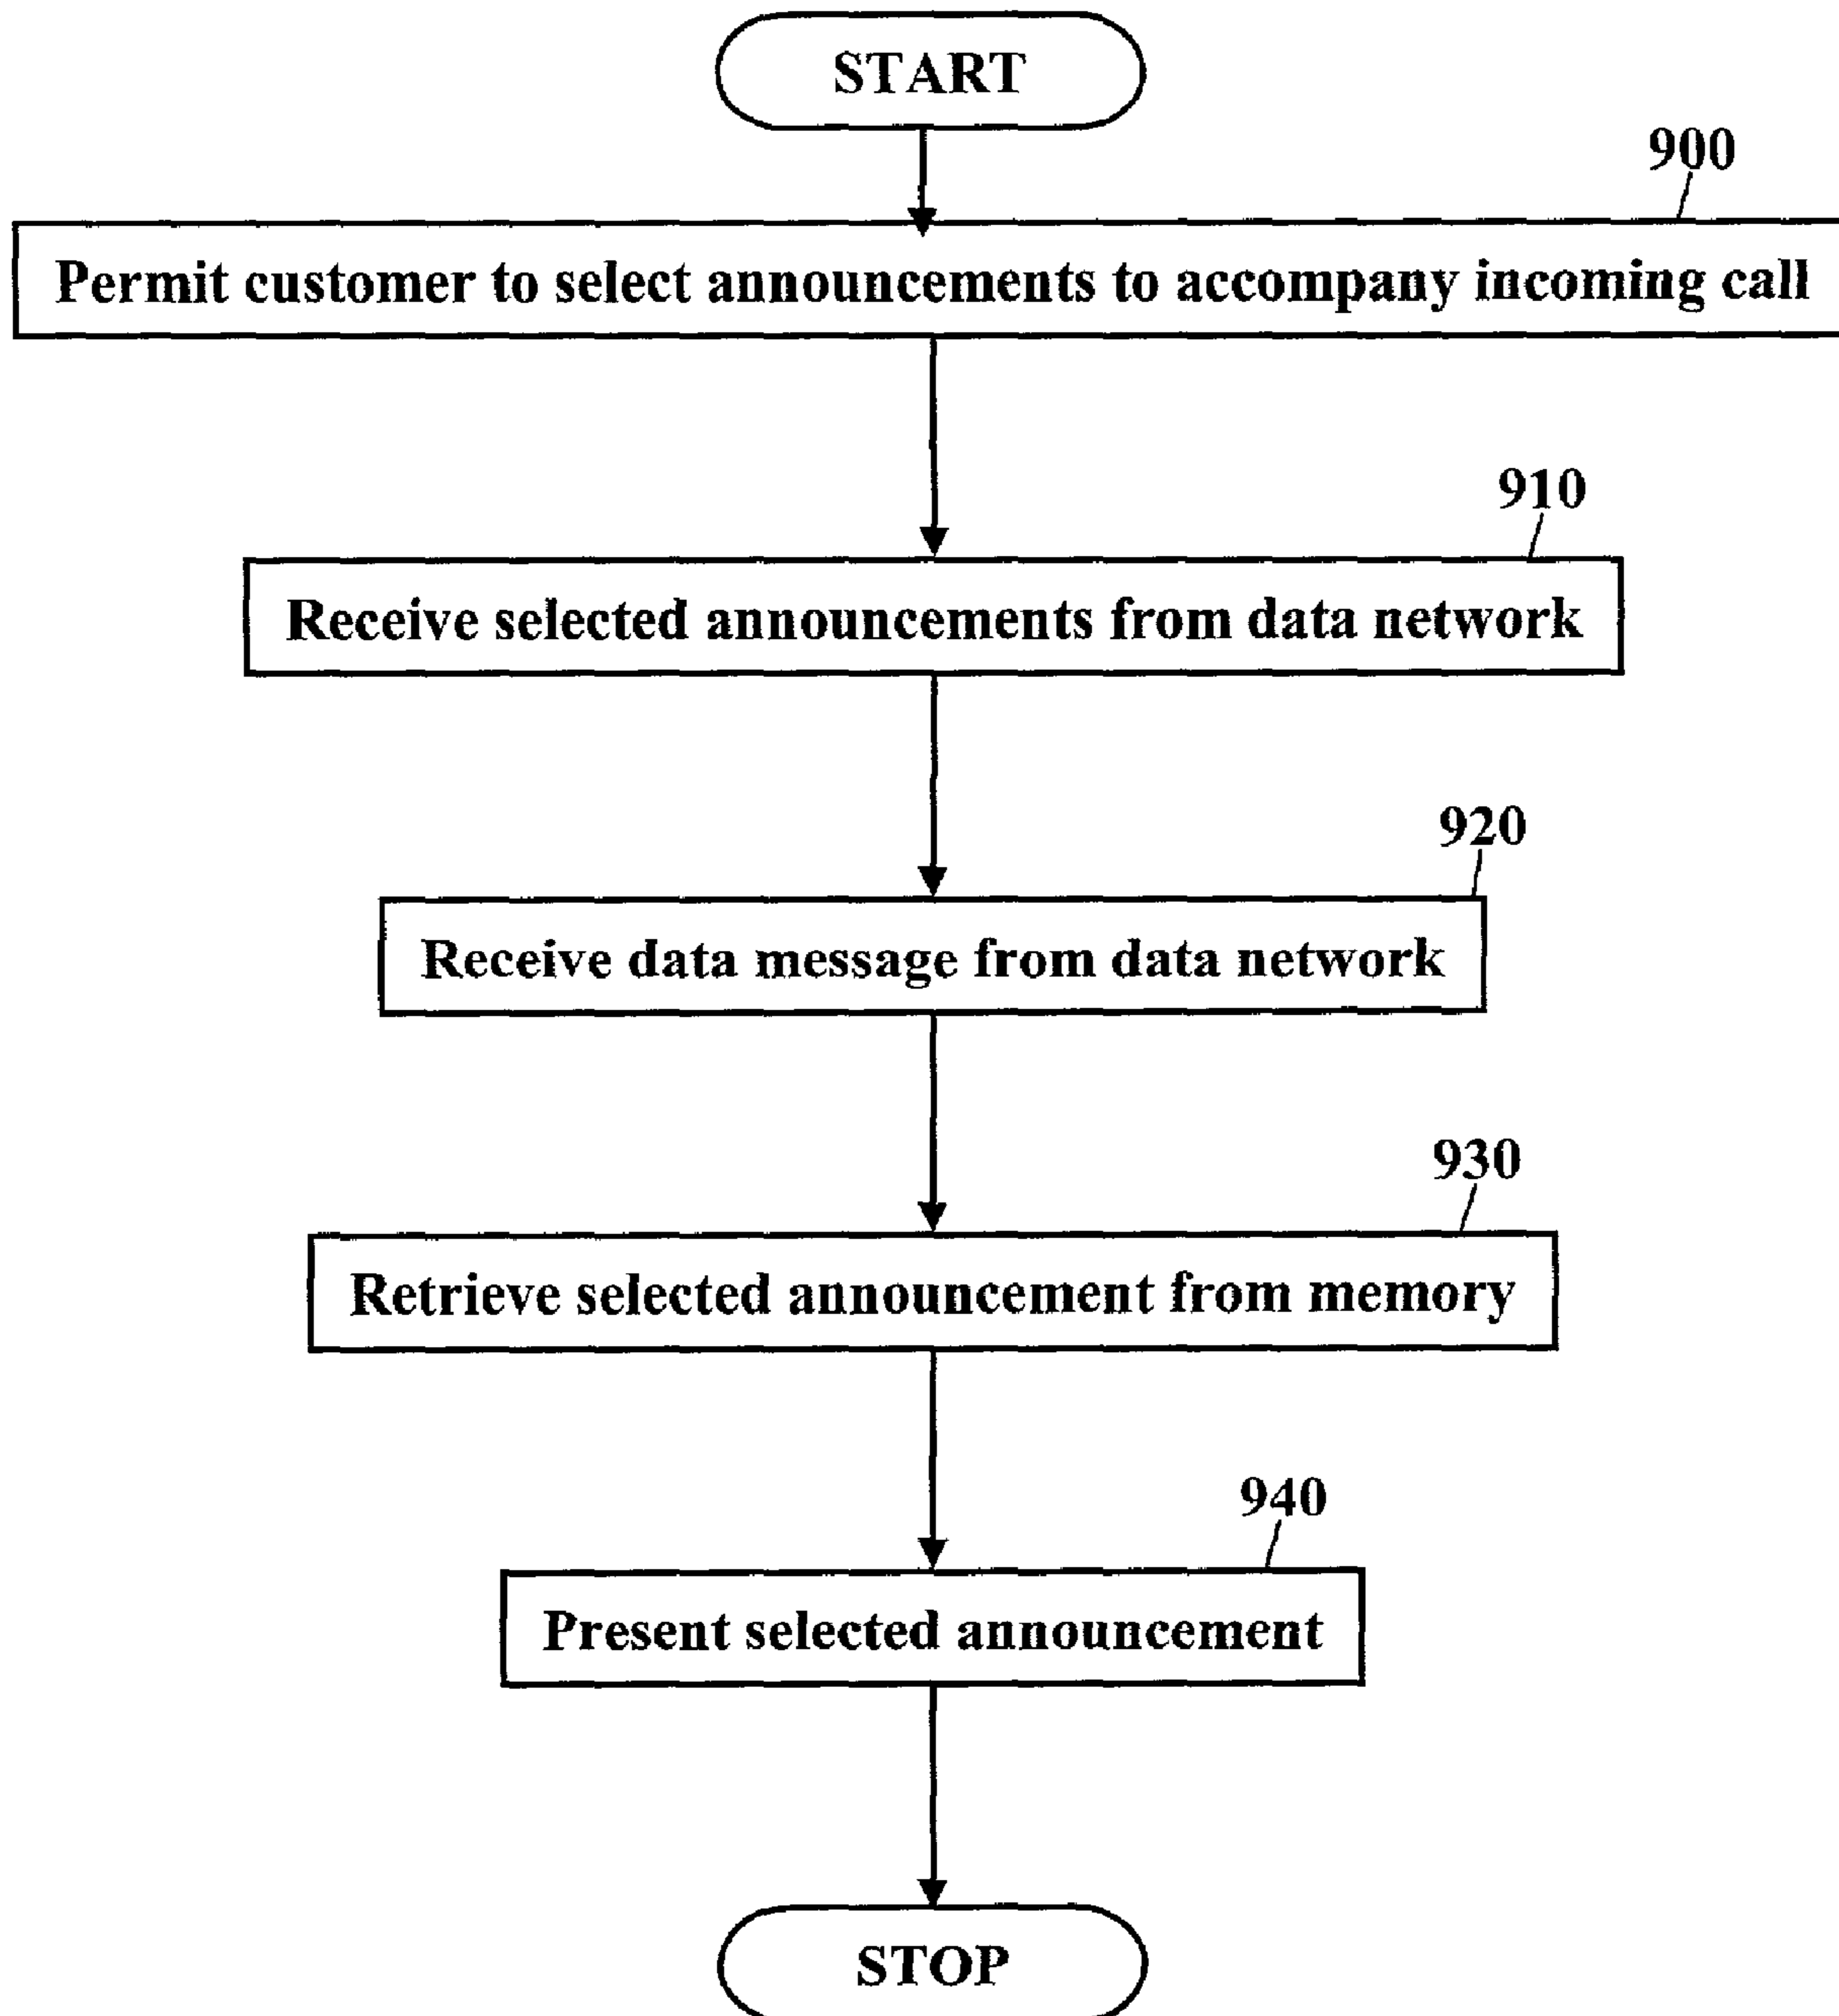 START
900
Permit customer to select announcements to accompany incoming call
910
Receive selected announcements from data network
920
Receive data message from data network
930
Retrieve selected announcement from memory
940
Present selected announcement
STOP